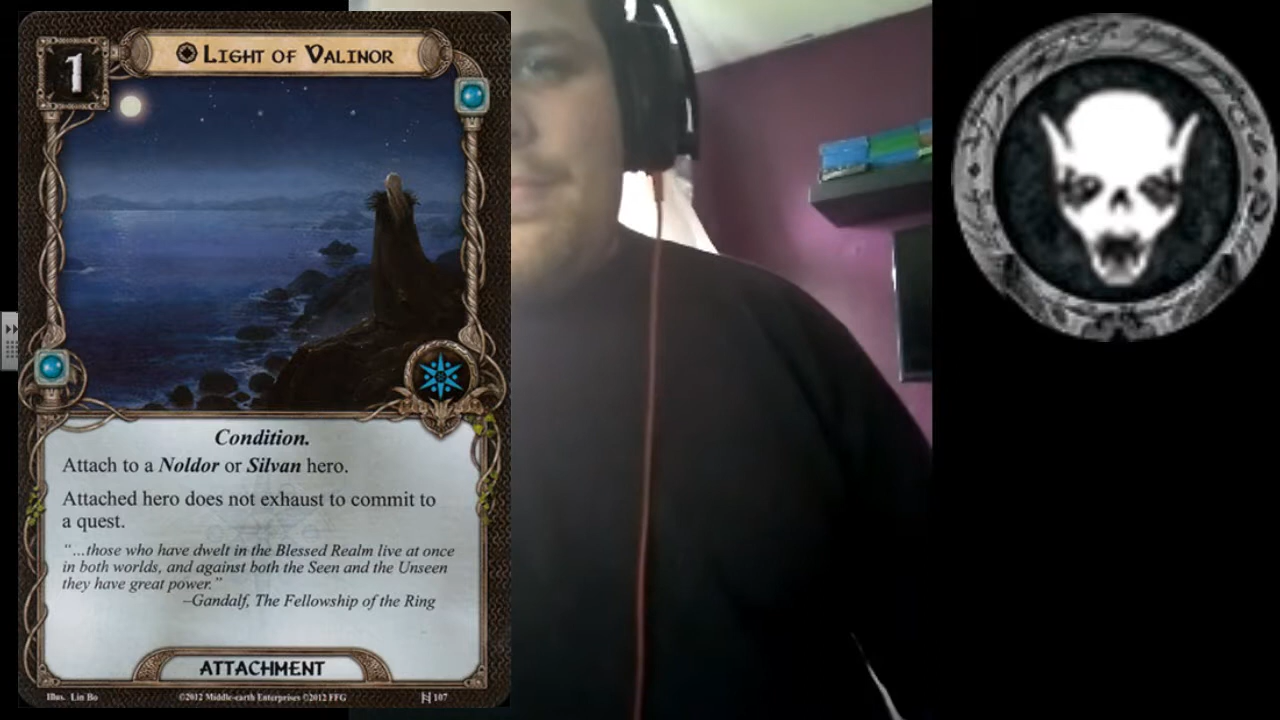 1
LIGHT OF VALINOR
Condition.
Attach to a Noldor or Silvan hero.
Attached hero does not exhaust to commit to
a quest.
“...those who have dwelt in the Blessed Realm live at once
in both worlds, and against both the Seen and the Unseen
they have great power.”
–Gandalf, The Fellowship of the Ring
ATTACHMENT
Illus. Lin Bo
©2012 Middle-earth Enterprises ©2012 FFG
107